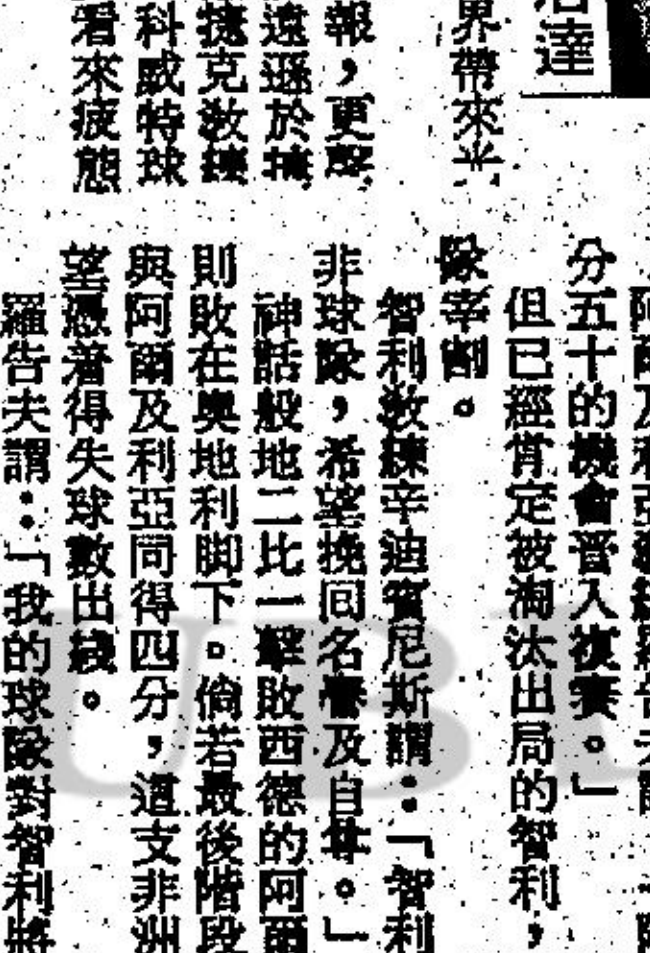 界帶來光
報，更
遠遜於
捷克教練
科威特球
看來疲態
分五十的機會晉入復賽。」
但已經肯定被淘汰出局的智利，
隊宰割。
智利教練辛迪賓尼斯謂：「智利
非球隊，希望挽回名譽及自尊。」
神話般地二比一擊敗西德的阿爾
則敗在奧地利脚下。倘若最後階段
與阿爾及利亞同得四分，這支非洲
望憑着得失球數出綫。
羅告夫謂：「我的球隊對智利將